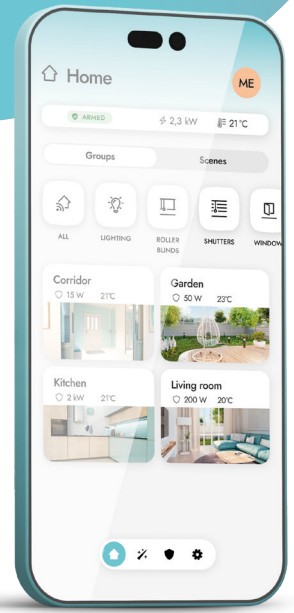 Home
ME
ARMED
2,3 kW
21°C
Groups
Scenes
ALL
LIGHTING
ROLLER
BLINDS
SHUTTERS
WINDOW
Corridor
15 W 21°C
Garden
50 W 23°C
Kitchen
2 kW 21°C
Living room
200 W 20°C